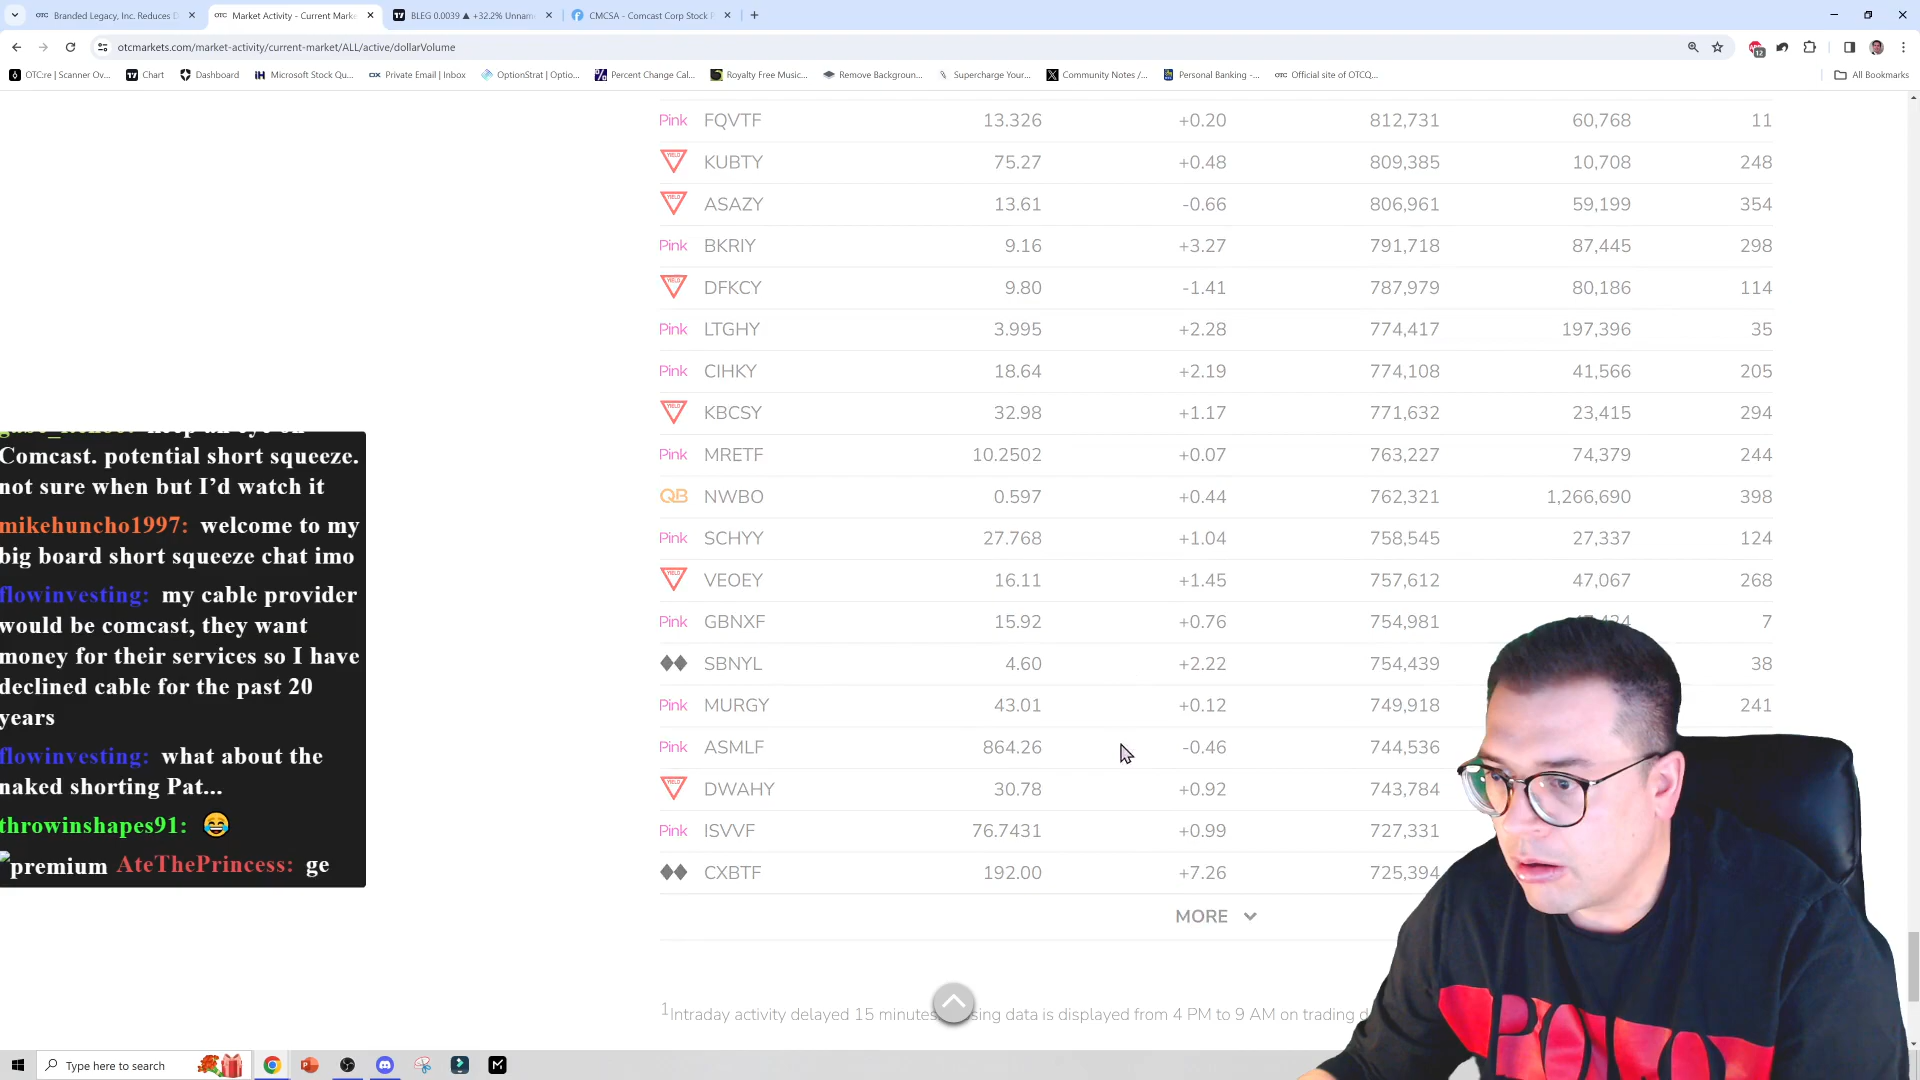 Branded Legacy, Inc. Reduces D
Market Activity - Current Marke
BLEG 0.0039 ▲ +32.2% Unnam
CMCSA - Comcast Corp Stock P
otcmarkets.com/market-activity/current-market/ALL/active/dollarVolume
12
OTC:re | Scanner Ov...
Chart
Dashboard
Microsoft Stock Qu...
Private Email | Inbox
OptionStrat | Optio...
Percent Change Cal...
Royalty Free Music...
Remove Backgroun...
Supercharge Your...
Community Notes /...
Personal Banking -...
Official site of OTCQ...
All Bookmarks
Pink FQVTF 13.326 +0.20 812,731 60,768 11
YIELD KUBTY 75.27 +0.48 809,385 10,708 248
YIELD ASAZY 13.61 -0.66 806,961 59,199 354
Pink BKRIY 9.16 +3.27 791,718 87,445 298
YIELD DFKCY 9.80 -1.41 787,979 80,186 114
Pink LTGHY 3.995 +2.28 774,417 197,396 35
Pink CIHKY 18.64 +2.19 774,108 41,566 205
YIELD KBCSY 32.98 +1.17 771,632 23,415 294
Pink MRETF 10.2502 +0.07 763,227 74,379 244
QB NWBO 0.597 +0.44 762,321 1,266,690 398
Pink SCHYY 27.768 +1.04 758,545 27,337 124
YIELD VEOEY 16.11 +1.45 757,612 47,067 268
Pink GBNXF 15.92 +0.76 754,981 7
SBNYL 4.60 +2.22 754,439 38
Pink MURGY 43.01 +0.12 749,918 241
Pink ASMLF 864.26 -0.46 744,536
YIELD DWAHY 30.78 +0.92 743,784
Pink ISVVF 76.7431 +0.99 727,331
CXBTF 192.00 +7.26 725,394
MORE
1Intraday activity delayed 15 minutes sing data is displayed from 4 PM to 9 AM on trading d
Comcast. potential short squeeze.
not sure when but I'd watch it
mikehuncho1997: welcome to my
big board short squeeze chat imo
flowinvesting: my cable provider
would be comcast, they want
money for their services so I have
declined cable for the past 20
years
flowinvesting: what about the
naked shorting Pat...
throwinshapes91: 😂
premium AteThePrincess: ge
Type here to search